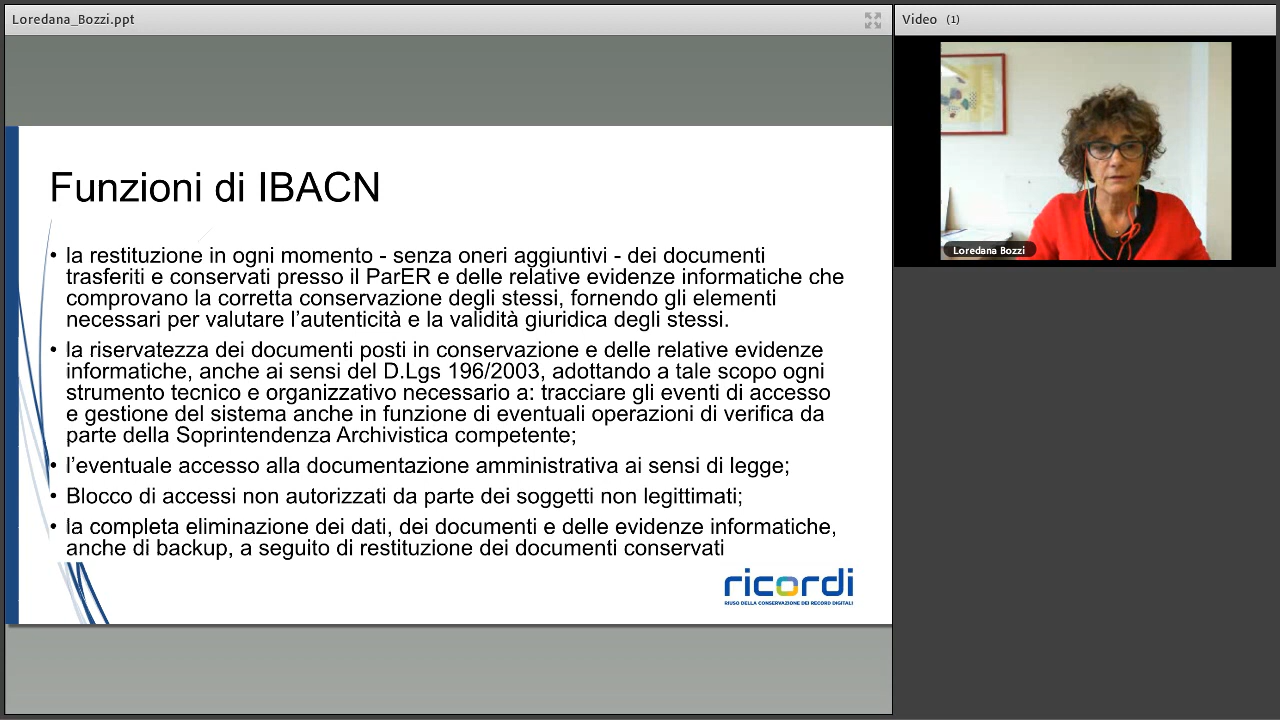 Loredana_Bozzi.ppt
Video (1)
Loredana Bozzi
Funzioni di IBACN
• la restituzione in ogni momento - senza oneri aggiuntivi - dei documenti
trasferiti e conservati presso il ParER e delle relative evidenze informatiche che
comprovano la corretta conservazione degli stessi, fornendo gli elementi
necessari per valutare l’autenticità e la validità giuridica degli stessi.
• la riservatezza dei documenti posti in conservazione e delle relative evidenze
informatiche, anche ai sensi del D.Lgs 196/2003, adottando a tale scopo ogni
strumento tecnico e organizzativo necessario a: tracciare gli eventi di accesso
e gestione del sistema anche in funzione di eventuali operazioni di verifica da
parte della Soprintendenza Archivistica competente;
• l’eventuale accesso alla documentazione amministrativa ai sensi di legge;
• Blocco di accessi non autorizzati da parte dei soggetti non legittimati;
• la completa eliminazione dei dati, dei documenti e delle evidenze informatiche,
anche di backup, a seguito di restituzione dei documenti conservati
ricordi
RIUSO DELLA CONSERVAZIONE DEI RECORD DIGITALI